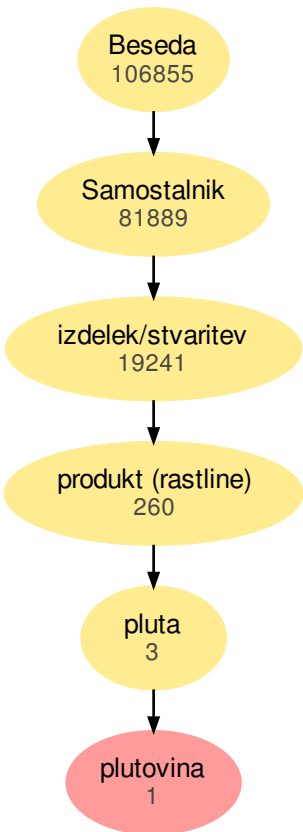 Beseda
106855
Samostalnik
81889
izdelek/stvaritev
19241
produkt (rastline)
260
pluta
3
plutovina
1